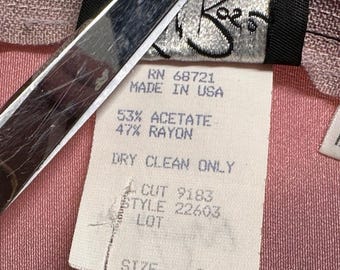 RN 68721
MADE IN USA
53% ACETATE
47% RAYON
DRY CLEAN ONLY
CUT 9183
STYLE 22603
LOT
SIZE